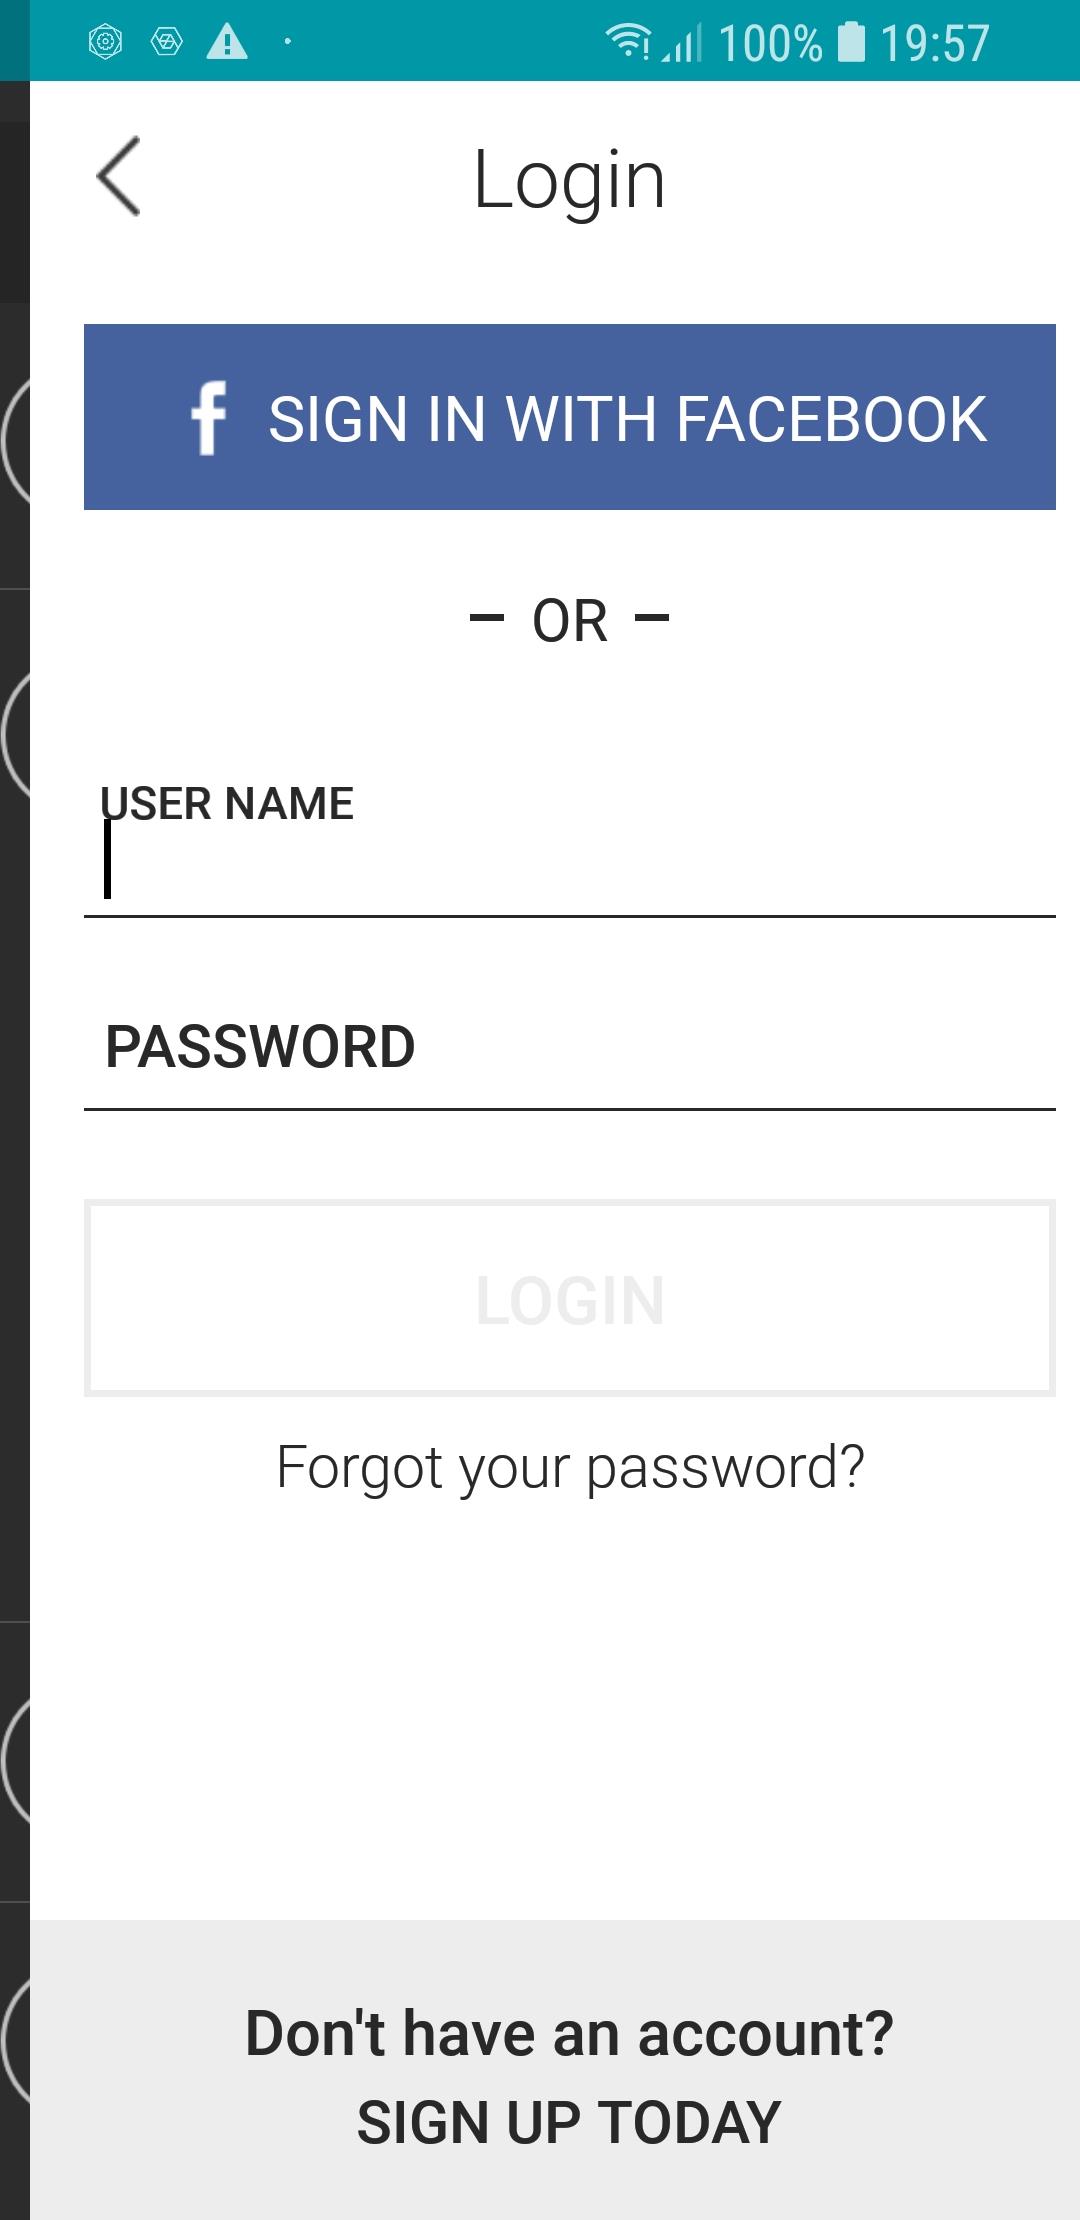 100% 19:57
Login
f SIGN IN WITH FACEBOOK
– OR –
USER NAME
PASSWORD
LOGIN
Forgot your password?
Don't have an account?
SIGN UP TODAY